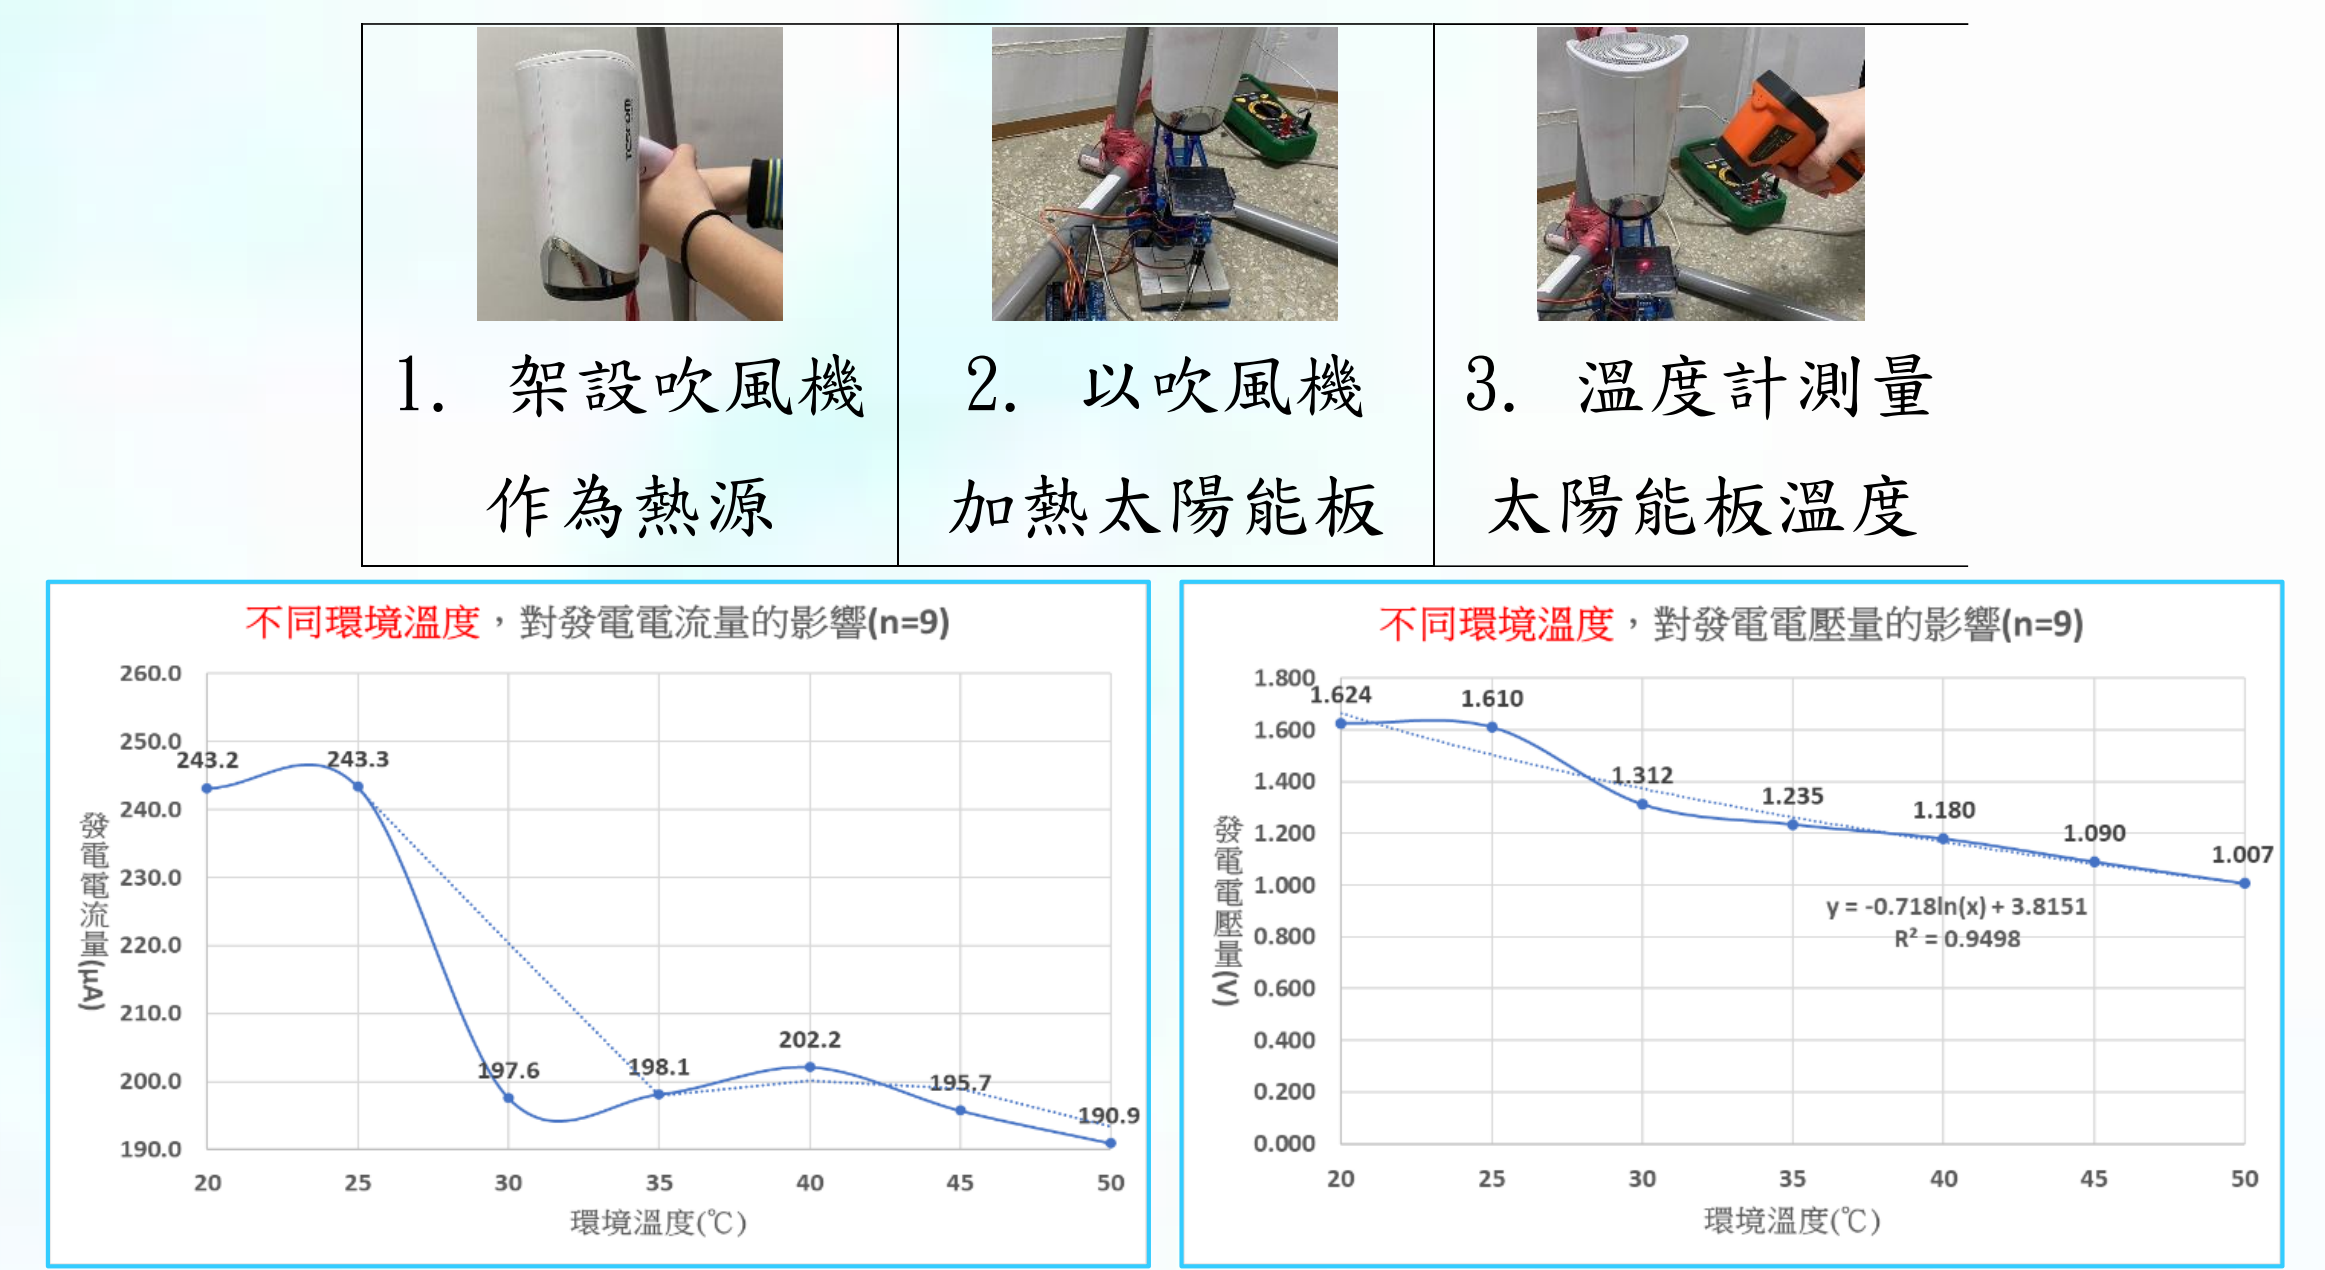 TESCOM
1. 架設吹風機
作為熱源
2. 以吹風機
加熱太陽能板
3. 溫度計測量
太陽能板溫度
不同環境溫度，對發電電流量的影響(n=9)
發電電流量(μA)
260.0
250.0
240.0
230.0
220.0
210.0
200.0
190.0
243.2
243.3
197.6
198.1
202.2
195.7
190.9
20 25 30 35 40 45 50
環境溫度(℃)
不同環境溫度，對發電電壓量的影響(n=9)
發電電壓量(V)
1.800
1.600
1.400
1.200
1.000
0.800
0.600
0.400
0.200
0.000
1.624
1.610
1.312
1.235
1.180
1.090
1.007
y = -0.718ln(x) + 3.8151
R² = 0.9498
20 25 30 35 40 45 50
環境溫度(℃)